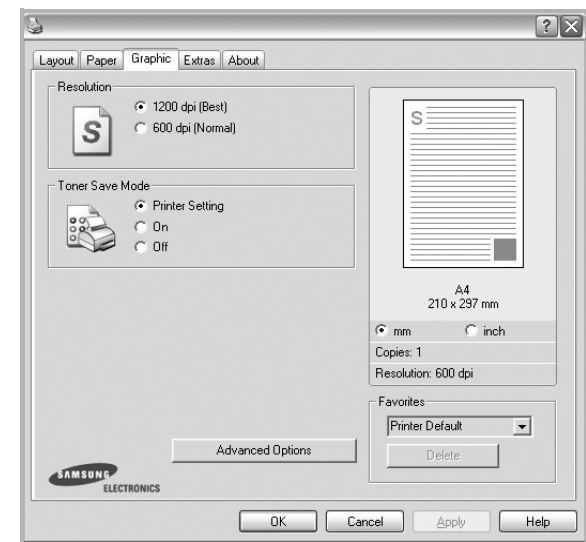 Layout Paper Graphic Extras About
Resolution
1200 dpi (Best)
600 dpi (Normal)
S
Toner Save Mode
Printer Setting
On
Off
S
A4
210 x 297 mm
mm inch
Copies: 1
Resolution: 600 dpi
Favorites
Printer Default
Delete
Advanced Options
SAMSUNG
ELECTRONICS
OK Cancel Apply Help